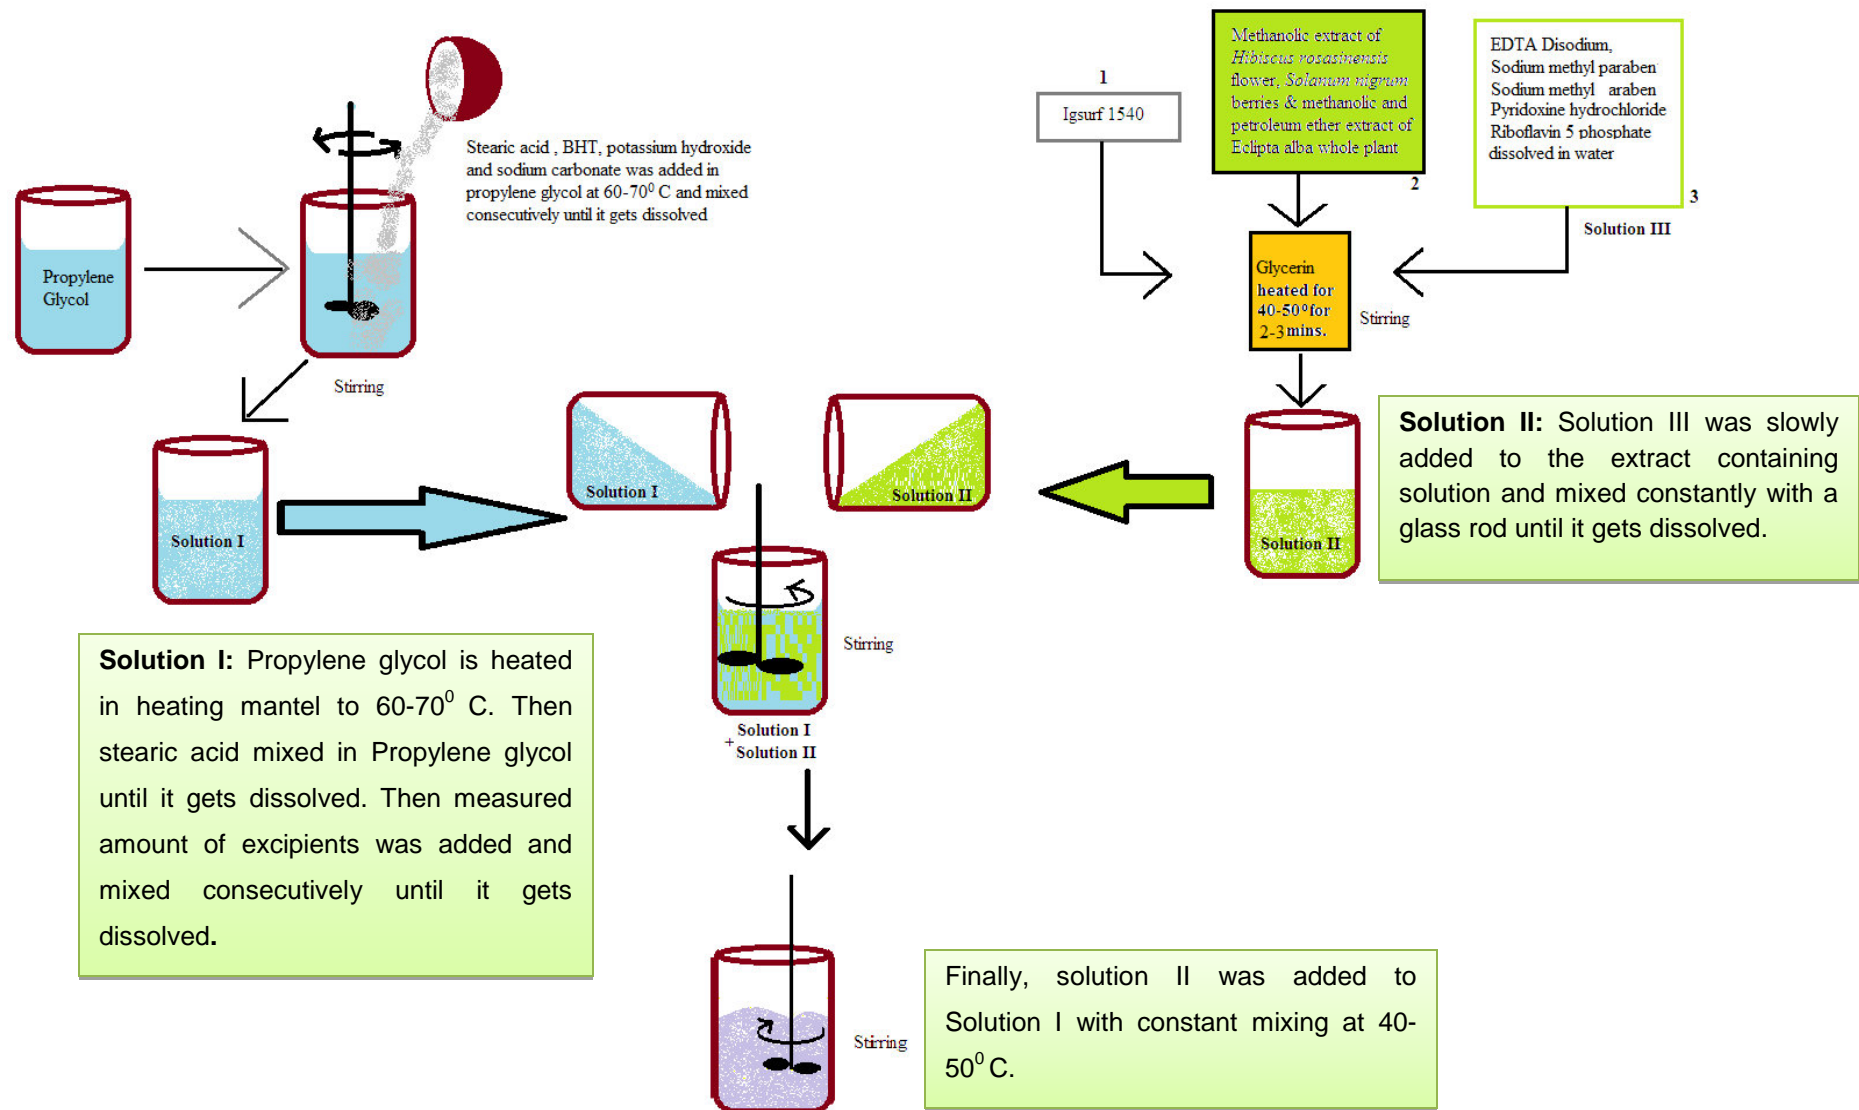 Propylene
Glycol
Stearic acid , BHT, potassium hydroxide
and sodium carbonate was added in
propylene glycol at 60-70⁰ C and mixed
consecutively until it gets dissolved
Stirring
1
Igsurf 1540
Methanolic extract of
Hibiscus rosasinensis
flower, Solanum nigrum
berries & methanolic and
petroleum ether extract of
Eclipta alba whole plant
2
EDTA Disodium,
Sodium methyl paraben
Sodium methyl araben
Pyridoxine hydrochloride
Riboflavin 5 phosphate
dissolved in water
3
Solution III
Glycerin
heated for
40-50⁰for
2-3 mins.
Stirring
Solution I
Solution I
Solution II
Solution II
Solution II: Solution III was slowly
added to the extract containing
solution and mixed constantly with a
glass rod until it gets dissolved.
Solution I: Propylene glycol is heated
in heating mantel to 60-70⁰ C. Then
stearic acid mixed in Propylene glycol
until it gets dissolved. Then measured
amount of excipients was added and
mixed consecutively until it gets
dissolved.
Stirring
Solution I
+
Solution II
Stirring
Finally, solution II was added to
Solution I with constant mixing at 40-
50⁰ C.